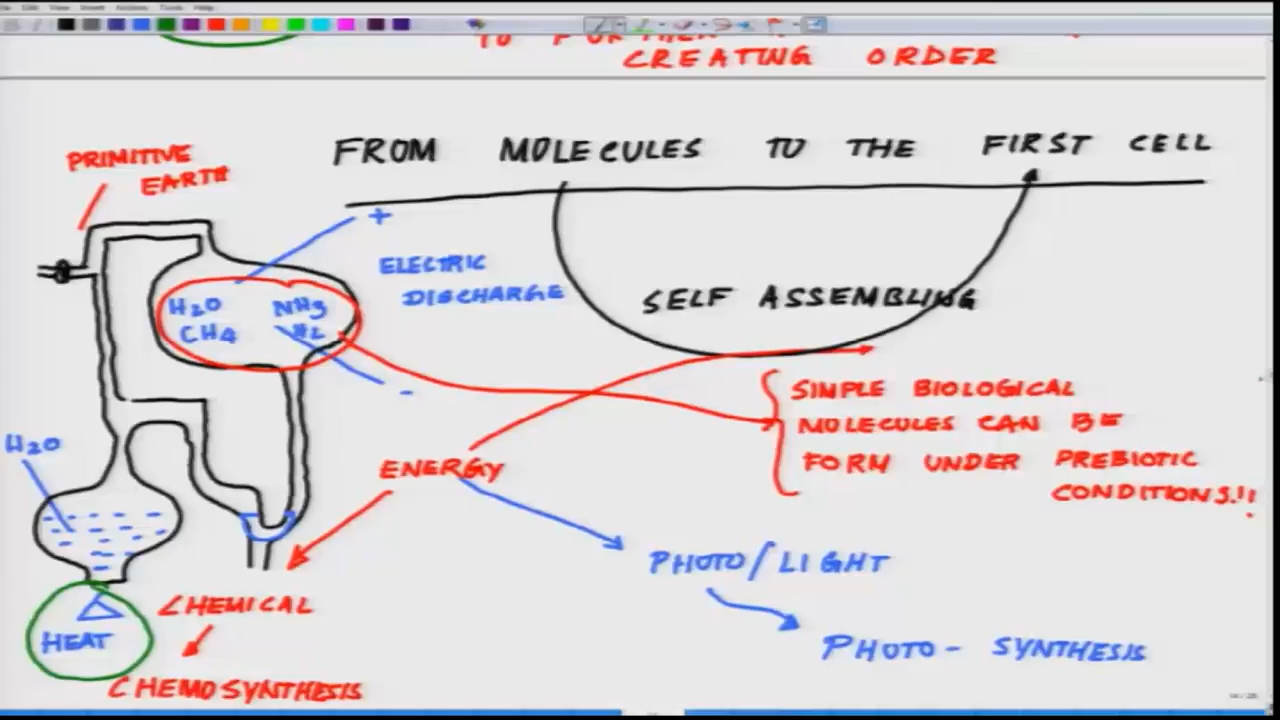 CREATING ORDER
FROM MOLECULES TO THE FIRST CELL
PRIMITIVE
EARTH
+
ELECTRIC
DISCHARGE
H2O NH3
CH4 H2
-
SELF ASSEMBLING
SIMPLE BIOLOGICAL
MOLECULES CAN BE
FORM UNDER PREBIOTIC
CONDITIONS!!
H2O
ENERGY
PHOTO/LIGHT
CHEMICAL
HEAT
PHOTO - SYNTHESIS
CHEMOSYNTHESIS